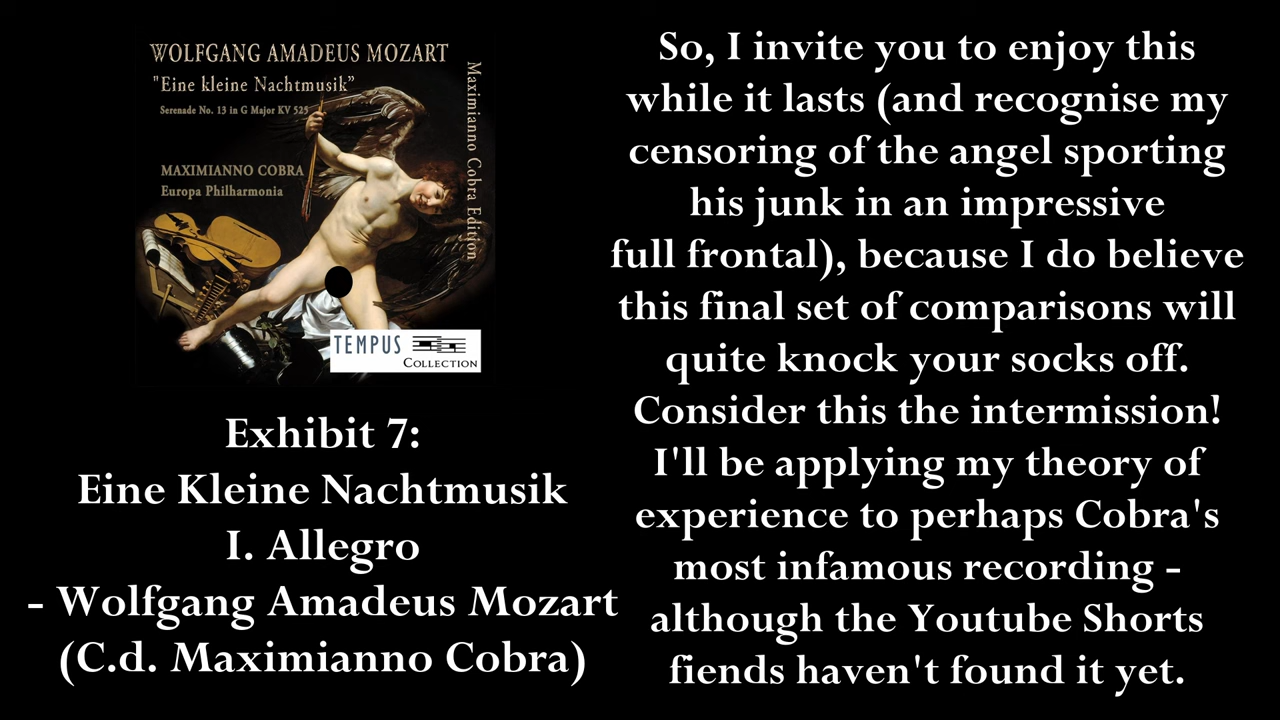 WOLFGANG AMADEUS MOZART
"Eine kleine Nachtmusik"
Serenade No. 13 in G Major KV 525
Maximianno Cobra Edition
MAXIMIANNO COBRA
Europa Philharmonia
TEMPUS
COLLECTION
Exhibit 7:
Eine Kleine Nachtmusik
I. Allegro
- Wolfgang Amadeus Mozart
(C.d. Maximianno Cobra)
So, I invite you to enjoy this
while it lasts (and recognise my
censoring of the angel sporting
his junk in an impressive
full frontal), because I do believe
this final set of comparisons will
quite knock your socks off.
Consider this the intermission!
I'll be applying my theory of
experience to perhaps Cobra's
most infamous recording -
although the Youtube Shorts
fiends haven't found it yet.